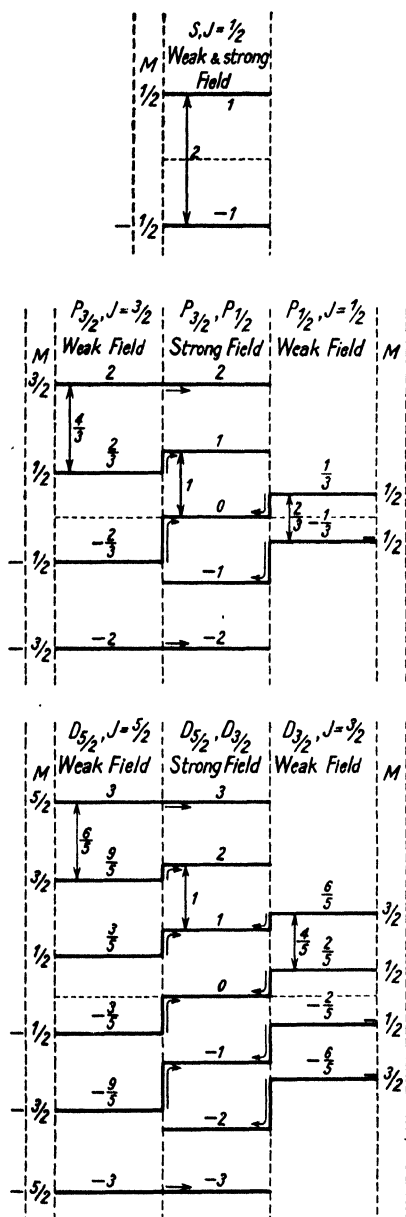 S, J = 1/2
M Weak & strong
Field
1/2 1
2
- 1/2 -1
P3/2, J = 3/2 P3/2, P1/2 P1/2, J = 1/2
M Weak Field Strong Field Weak Field M
3/2 2 2
4/3
1/2 2/3 1
1
1/3 1/2
0
2/3 -1/3
- 1/2 -2/3 - 1/2
-1
- 3/2 -2 -2
D5/2, J = 5/2 D5/2, D3/2 D3/2, J = 3/2
M Weak Field Strong Field Weak Field M
5/2 3 3
6/5
3/2 9/5 2
1
6/5 3/2
1/2 3/5 1
4/5 2/5 1/2
0
- 1/2 -3/5 -2/5 - 1/2
-1
-6/5 - 3/2
- 3/2 -9/5
-2
- 5/2 -3 -3